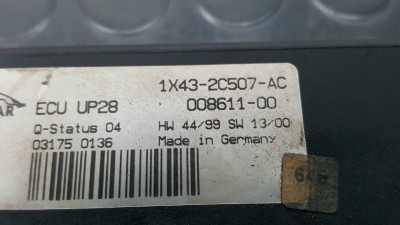 AR
ECU UP28
1X43-2C507-AC
008611-00
Q-Status 04
HW 44/99 SW 13/00
03175 0136
Made in Germany